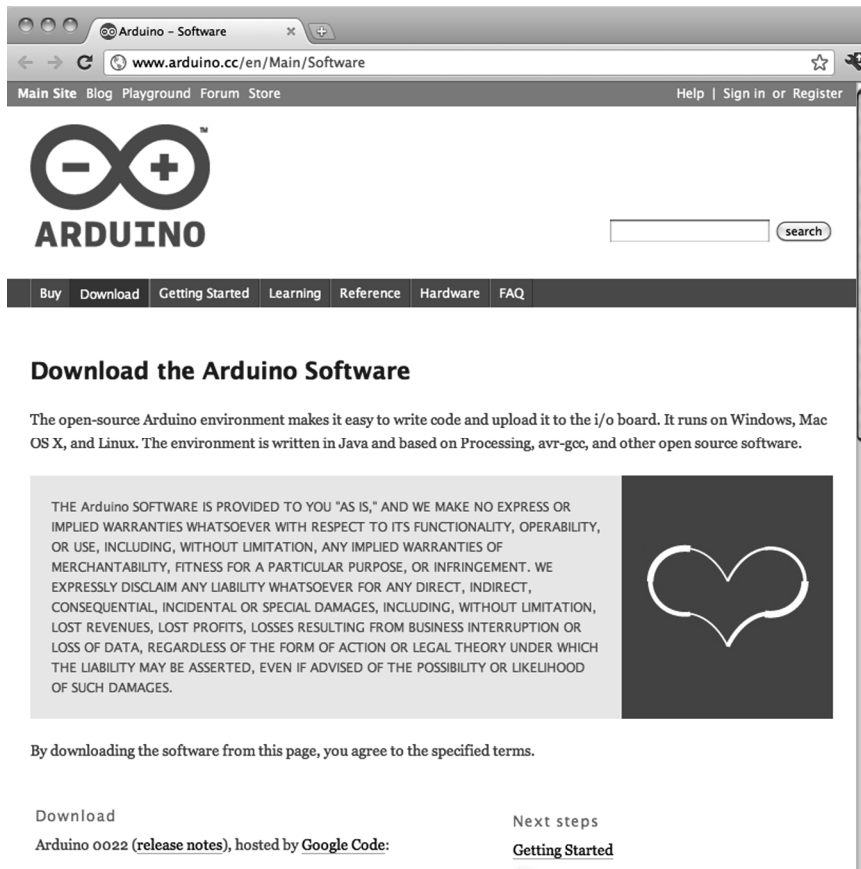 Arduino – Software
www.arduino.cc/en/Main/Software
Main Site Blog Playground Forum Store Help | Sign in or Register
TM
ARDUINO
search
Buy Download Getting Started Learning Reference Hardware FAQ
Download the Arduino Software
The open-source Arduino environment makes it easy to write code and upload it to the i/o board. It runs on Windows, Mac
OS X, and Linux. The environment is written in Java and based on Processing, avr-gcc, and other open source software.
THE Arduino SOFTWARE IS PROVIDED TO YOU "AS IS," AND WE MAKE NO EXPRESS OR
IMPLIED WARRANTIES WHATSOEVER WITH RESPECT TO ITS FUNCTIONALITY, OPERABILITY,
OR USE, INCLUDING, WITHOUT LIMITATION, ANY IMPLIED WARRANTIES OF
MERCHANTABILITY, FITNESS FOR A PARTICULAR PURPOSE, OR INFRINGEMENT. WE
EXPRESSLY DISCLAIM ANY LIABILITY WHATSOEVER FOR ANY DIRECT, INDIRECT,
CONSEQUENTIAL, INCIDENTAL OR SPECIAL DAMAGES, INCLUDING, WITHOUT LIMITATION,
LOST REVENUES, LOST PROFITS, LOSSES RESULTING FROM BUSINESS INTERRUPTION OR
LOSS OF DATA, REGARDLESS OF THE FORM OF ACTION OR LEGAL THEORY UNDER WHICH
THE LIABILITY MAY BE ASSERTED, EVEN IF ADVISED OF THE POSSIBILITY OR LIKELIHOOD
OF SUCH DAMAGES.
By downloading the software from this page, you agree to the specified terms.
Download
Arduino 0022 (release notes), hosted by Google Code:
Next steps
Getting Started